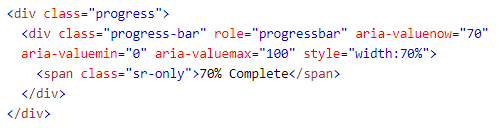 <div class="progress">
<div class="progress-bar" role="progressbar" aria-valuenow="70"
aria-valuemin="0" aria-valuemax="100" style="width:70%">
<span class="sr-only">70% Complete</span>
</div>
</div>